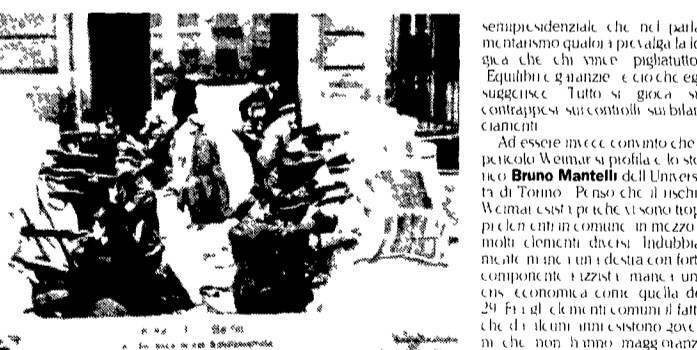 semipresidenziale che nel parla
mentarismo qualora prevalga la lo
gica che chi vince pigliatutto
Equilibri e garanzie e ciò che eg
suggerisce Tutto si gioca si
contrappesi sui controlli sui bilan
ciamenti
Ad essere invece convinto che
pericolo Weimar si profila e lo sto
rico Bruno Mantelli dell Univers
tà di Torino Penso che il rischi
Weimar esista perche vi sono trop
pi elementi in comune in mezzo
molti elementi diversi Indubbia
mente manca una destra con fort
componente razzista manca un
crisi economica come quella de
29 Fra gli elementi comuni il fatt
che da alcuni anni esistono gove
ni che non hanno maggioranz